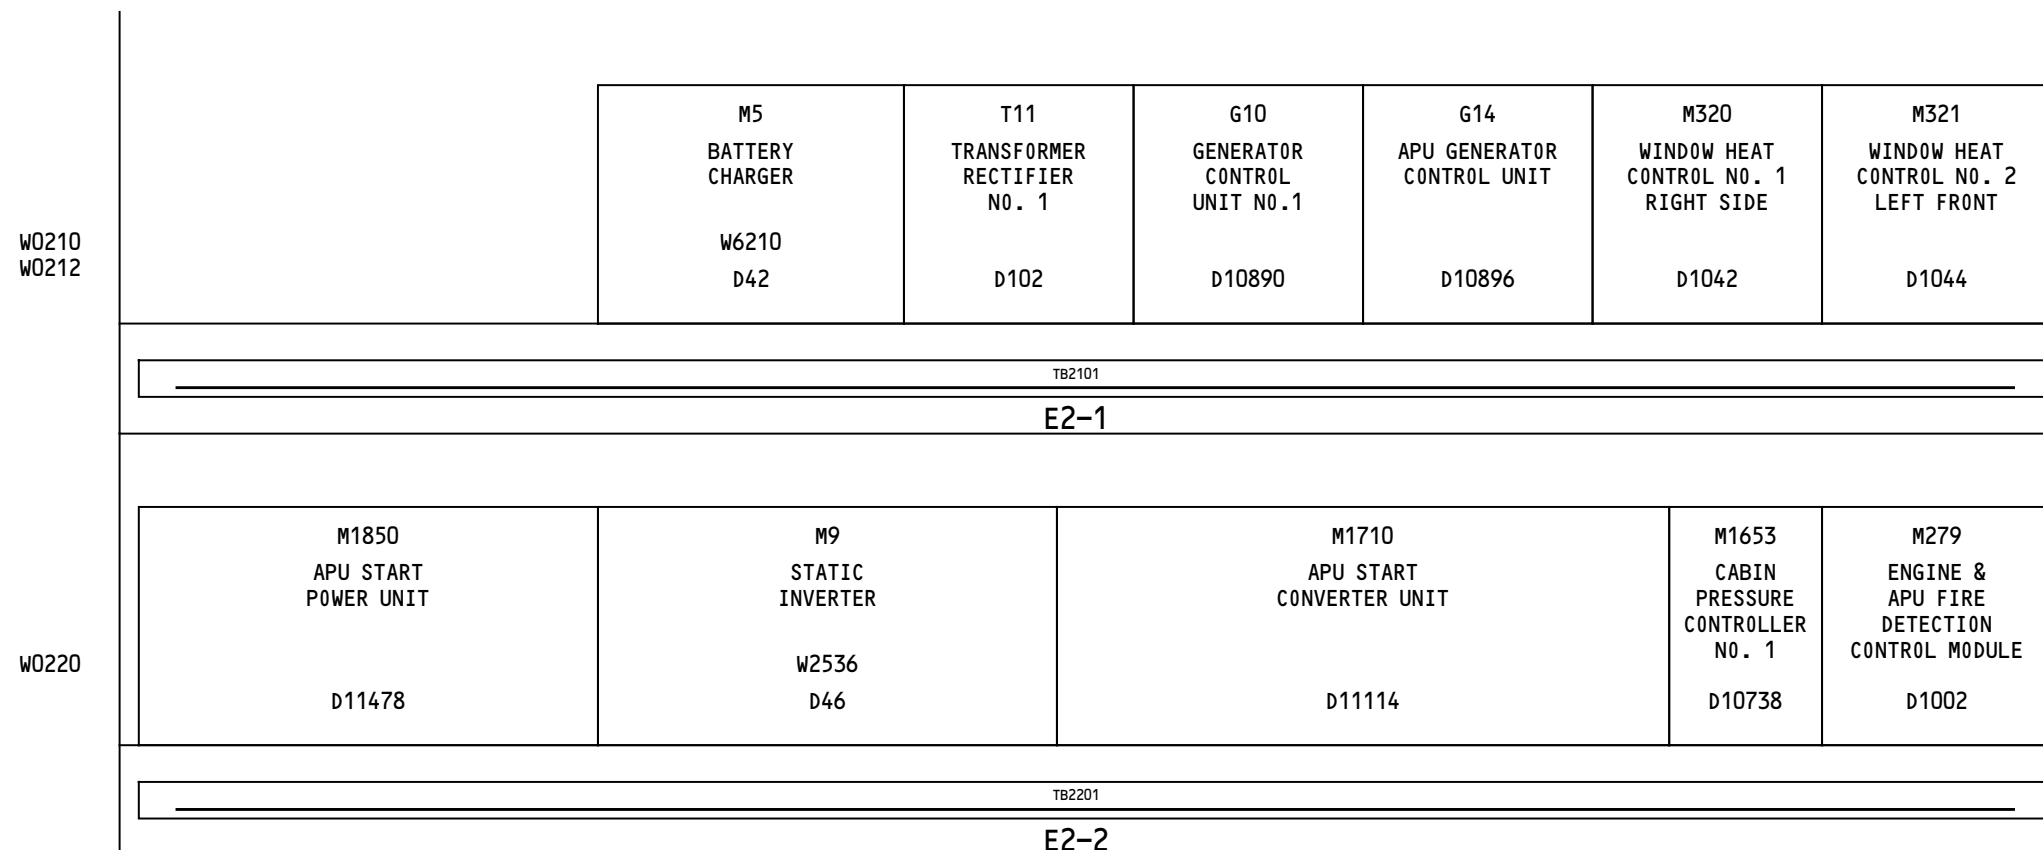 M5
BATTERY
CHARGER
W6210
D42
T11
TRANSFORMER
RECTIFIER
NO. 1
D102
G10
GENERATOR
CONTROL
UNIT NO.1
D10890
G14
APU GENERATOR
CONTROL UNIT
D10896
M320
WINDOW HEAT
CONTROL NO. 1
RIGHT SIDE
D1042
M321
WINDOW HEAT
CONTROL NO. 2
LEFT FRONT
D1044
W0210
W0212
TB2101
E2-1
M1850
APU START
POWER UNIT
D11478
M9
STATIC
INVERTER
W2536
D46
M1710
APU START
CONVERTER UNIT
D11114
M1653
CABIN
PRESSURE
CONTROLLER
NO. 1
D10738
M279
ENGINE &
APU FIRE
DETECTION
CONTROL MODULE
D1002
W0220
TB2201
E2-2